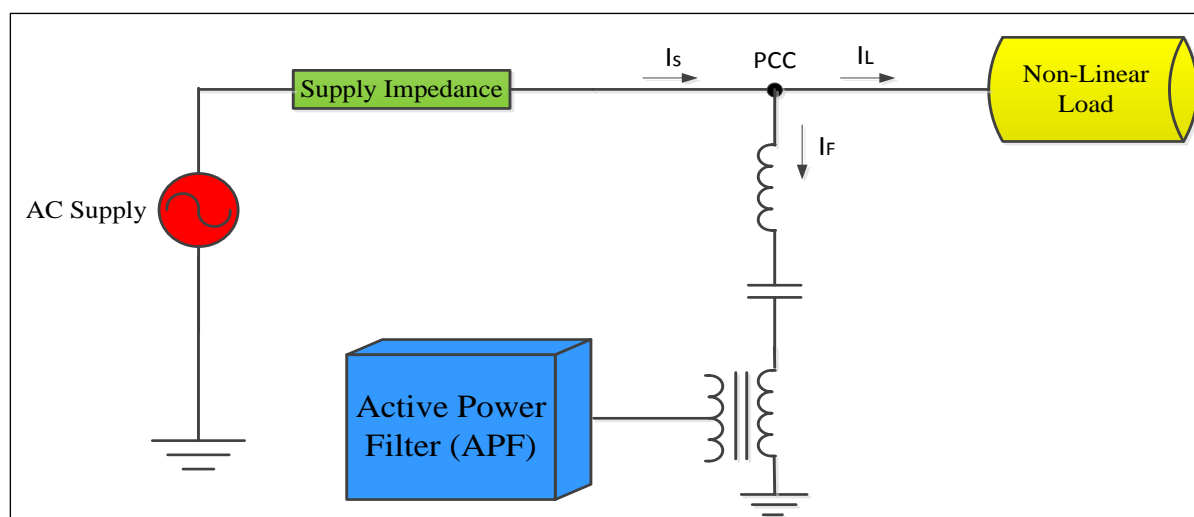 Is
PCC
IL
Non-Linear
Load
Supply Impedance
IF
AC Supply
Active Power
Filter (APF)